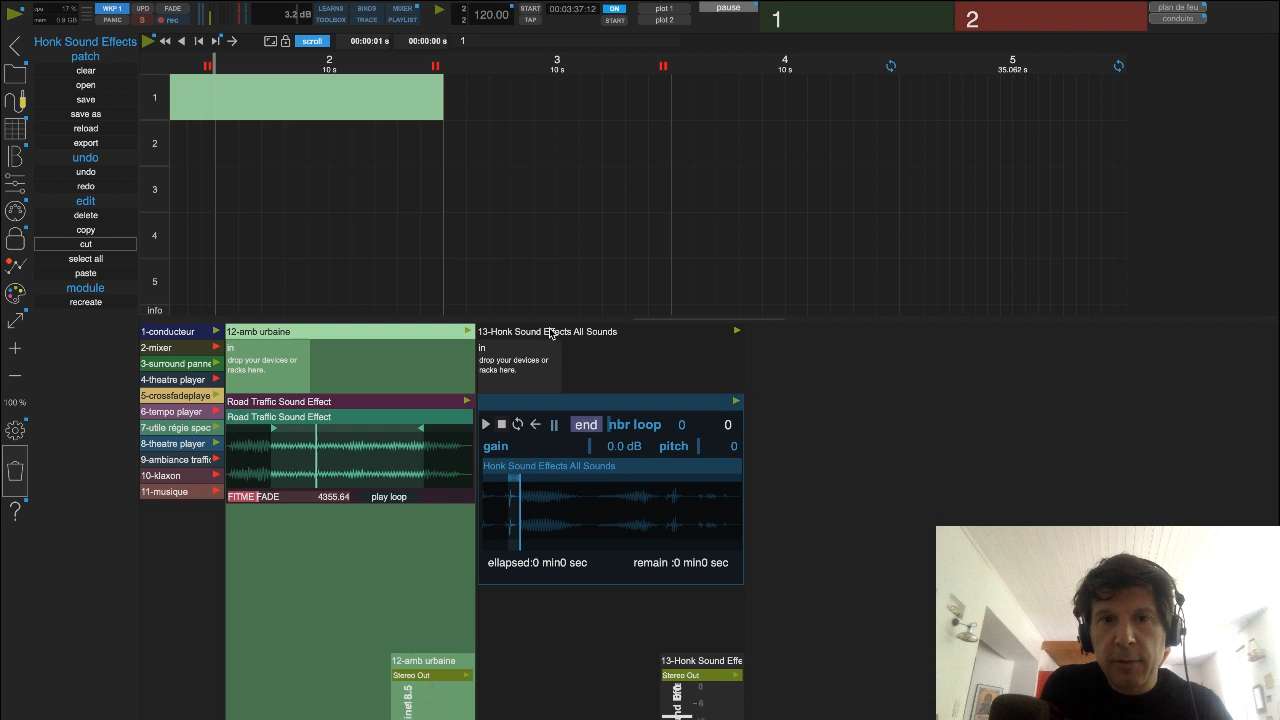 cpu 17 %
mem 0.9 GB
WKP 1 UPD FADE
PANIC S rec
3.2 dB
LEARNS BINDS MIXER
TOOLBOX TRACE PLAYLIST
2
2
120.00
START
TAP
00:03:37:12
ON
START
plot 1
plot 2
pause
1
2
plan de feu
conduite
Honk Sound Effects
patch
clear
open
save
save as
reload
export
undo
undo
redo
edit
delete
copy
cut
select all
paste
module
recreate
100 %
?
scroll 00:00:01 s 00:00:00 s 1
2 3 4 5
10 s 10 s 10 s 35.062 s
1
2
3
4
5
info
1-conducteur
2-mixer
3-surround panne
4-theatre player
5-crossfadeplaye
6-tempo player
7-utile régie spec
8-theatre player
9-ambiance traffic
10-klaxon
11-musique
12-amb urbaine
in
drop your devices or
racks here.
Road Traffic Sound Effect
Road Traffic Sound Effect
FITME FADE 4355.64 play loop
12-amb urbaine
Stereo Out
13-Honk Sound Effects All Sounds
in
drop your devices or
racks here.
end nbr loop 0 0
gain 0.0 dB pitch 0
Honk Sound Effects All Sounds
ellapsed:0 min0 sec remain :0 min0 sec
13-Honk Sound Effe
Stereo Out
0
-6